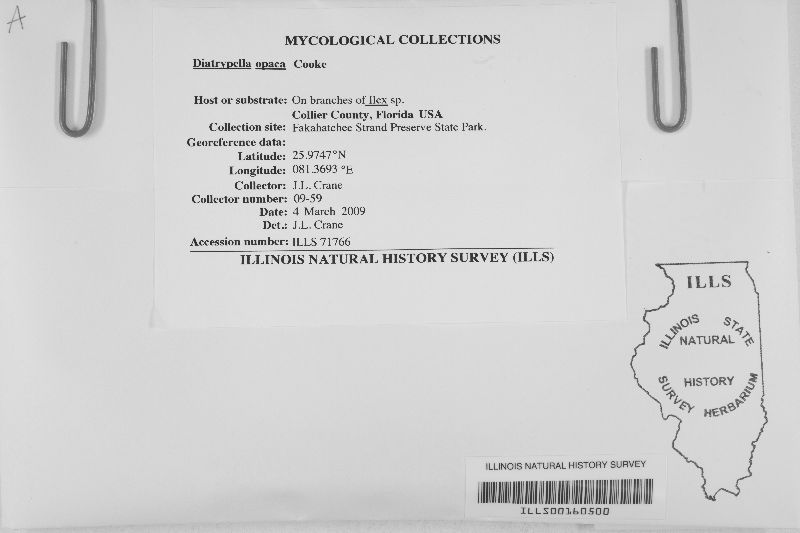 A
MYCOLOGICAL COLLECTIONS
Diatrypella opaca Cooke
Host or substrate: On branches of Ilex sp.
Collier County, Florida USA
Collection site: Fakahatchee Strand Preserve State Park.
Georeference data:
Latitude: 25.9747°N
Longitude: 081.3693 °E
Collector: J.L. Crane
Collector number: 09-59
Date: 4 March 2009
Det.: J.L. Crane
Accession number: ILLS 71766
ILLINOIS NATURAL HISTORY SURVEY (ILLS)
ILLS
ILLINOIS STATE
NATURAL
HISTORY
SURVEY HERBARIUM
ILLINOIS NATURAL HISTORY SURVEY
ILLS00160500